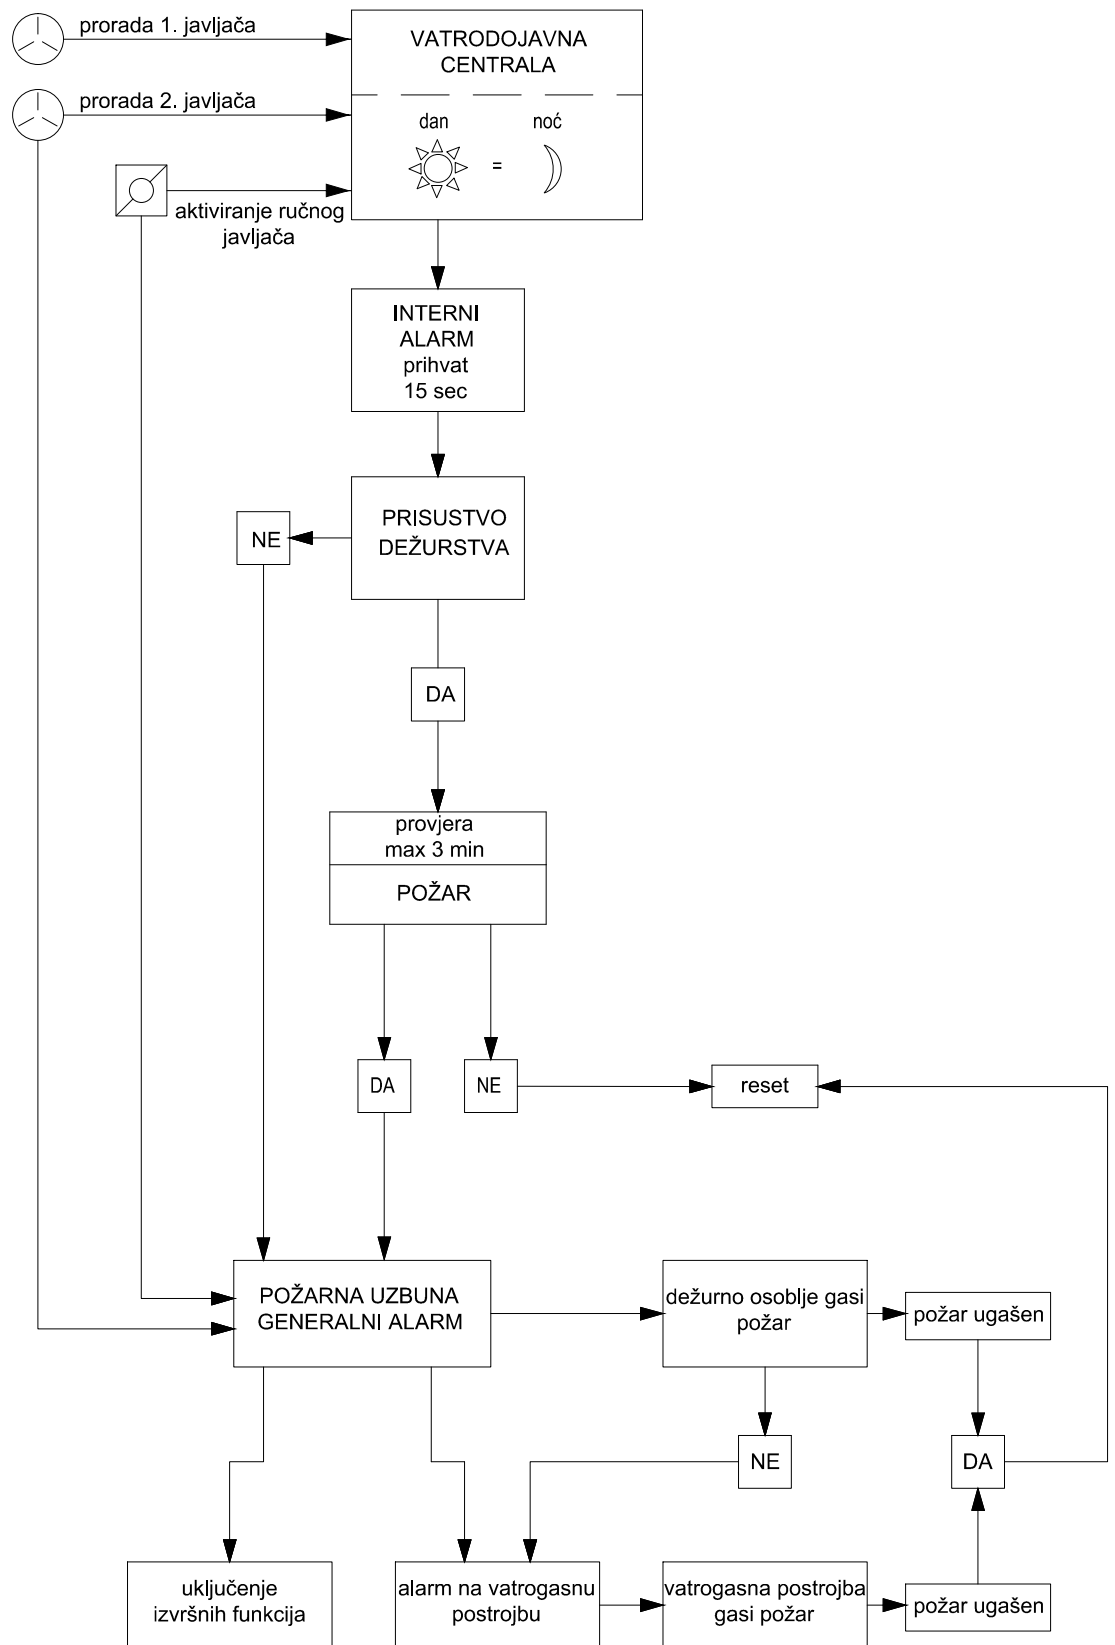 prorada 1. javljača
VATRODOJAVNA
CENTRALA
prorada 2. javljača
dan
noć
=
aktiviranje ručnog
javljača
INTERNI
ALARM
prihvat
15 sec
PRISUSTVO
DEŽURSTVA
NE
DA
provjera
max 3 min
POŽAR
DA
NE
reset
POŽARNA UZBUNA
GENERALNI ALARM
dežurno osoblje gasi
požar
požar ugašen
NE
DA
uključenje
izvršnih funkcija
alarm na vatrogasnu
postrojbu
vatrogasna postrojba
gasi požar
požar ugašen